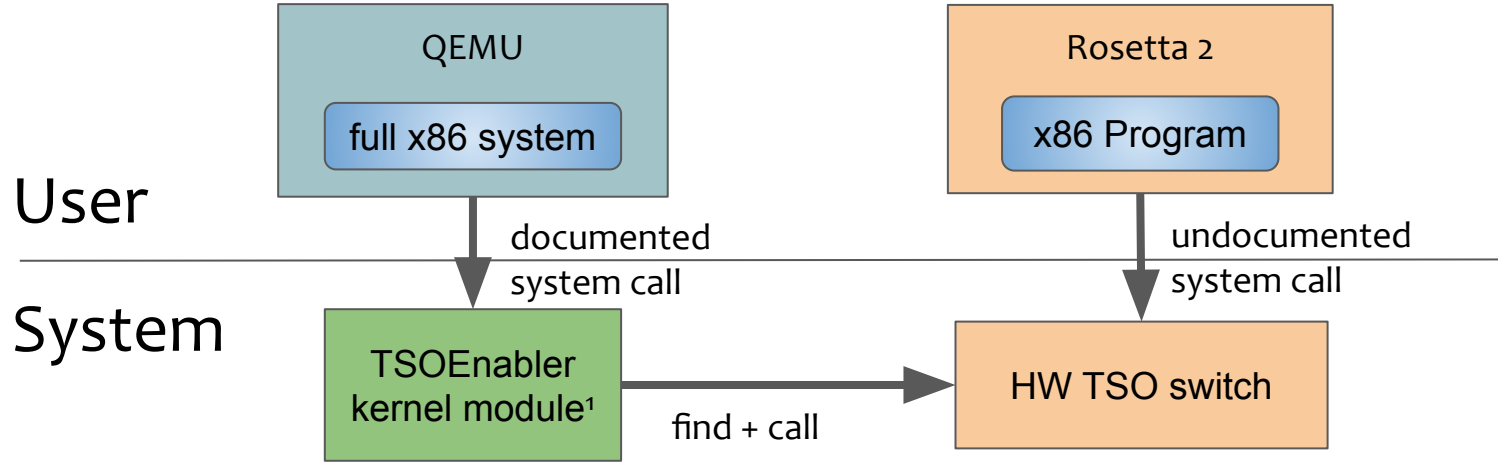 QEMU
full x86 system
Rosetta 2
x86 Program
User
documented
system call
undocumented
system call
System
TSOEnabler
kernel module¹
find + call
HW TSO switch